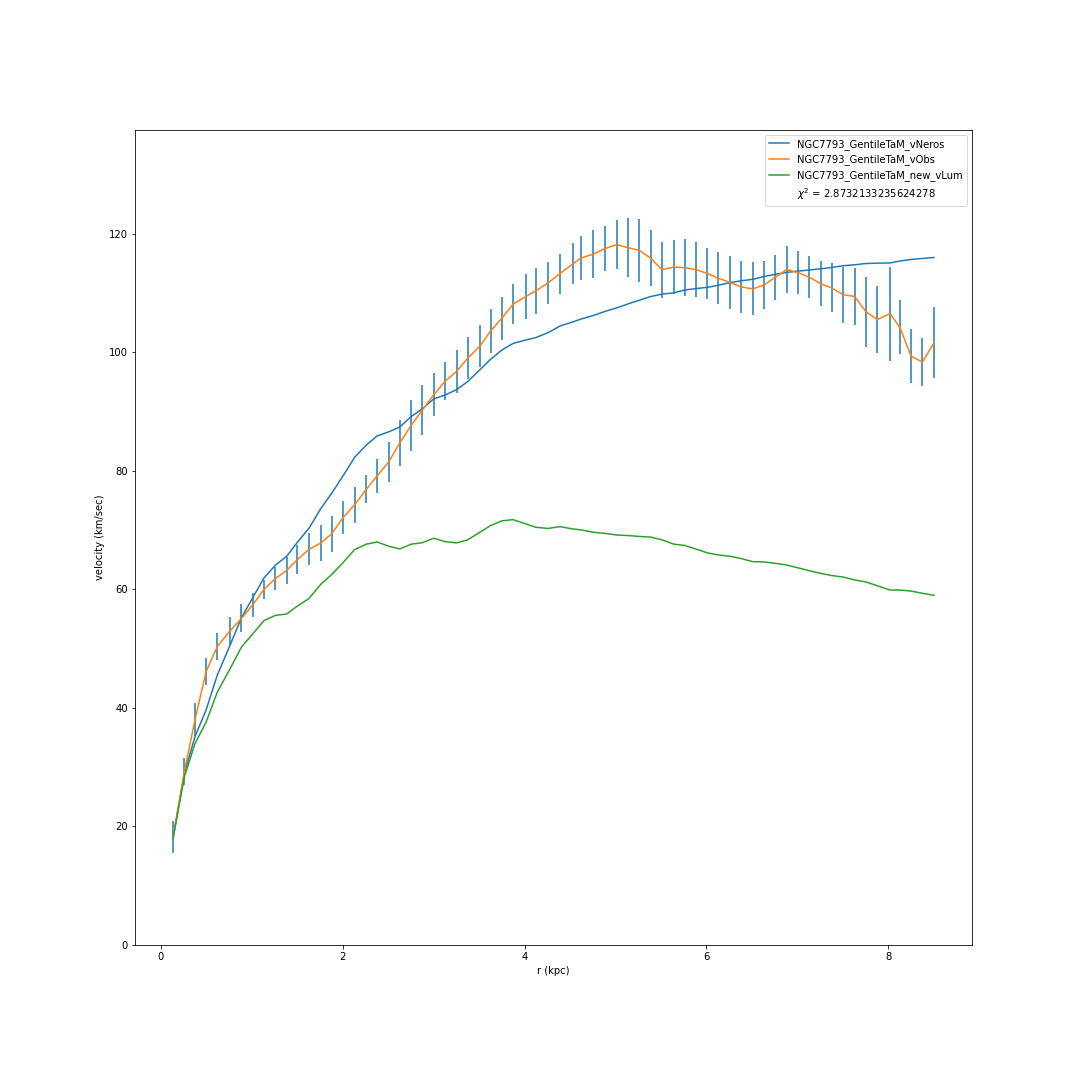 NGC7793_GentileTaM_vNeros
NGC7793_GentileTaM_vObs
NGC7793_GentileTaM_new_vLum
χ² = 2.8732133235624278
velocity (km/sec)
120
100
80
60
40
20
0
0 2 4 6 8
r (kpc)